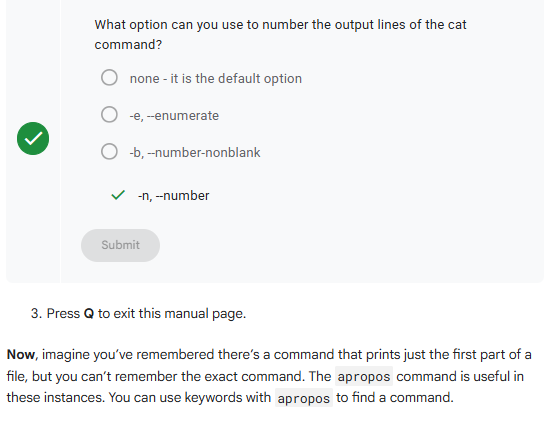 What option can you use to number the output lines of the cat
command?
none - it is the default option
-e, --enumerate
-b, --number-nonblank
-n, --number
Submit
3. Press Q to exit this manual page.
Now, imagine you’ve remembered there’s a command that prints just the first part of a
file, but you can’t remember the exact command. The apropos command is useful in
these instances. You can use keywords with apropos to find a command.